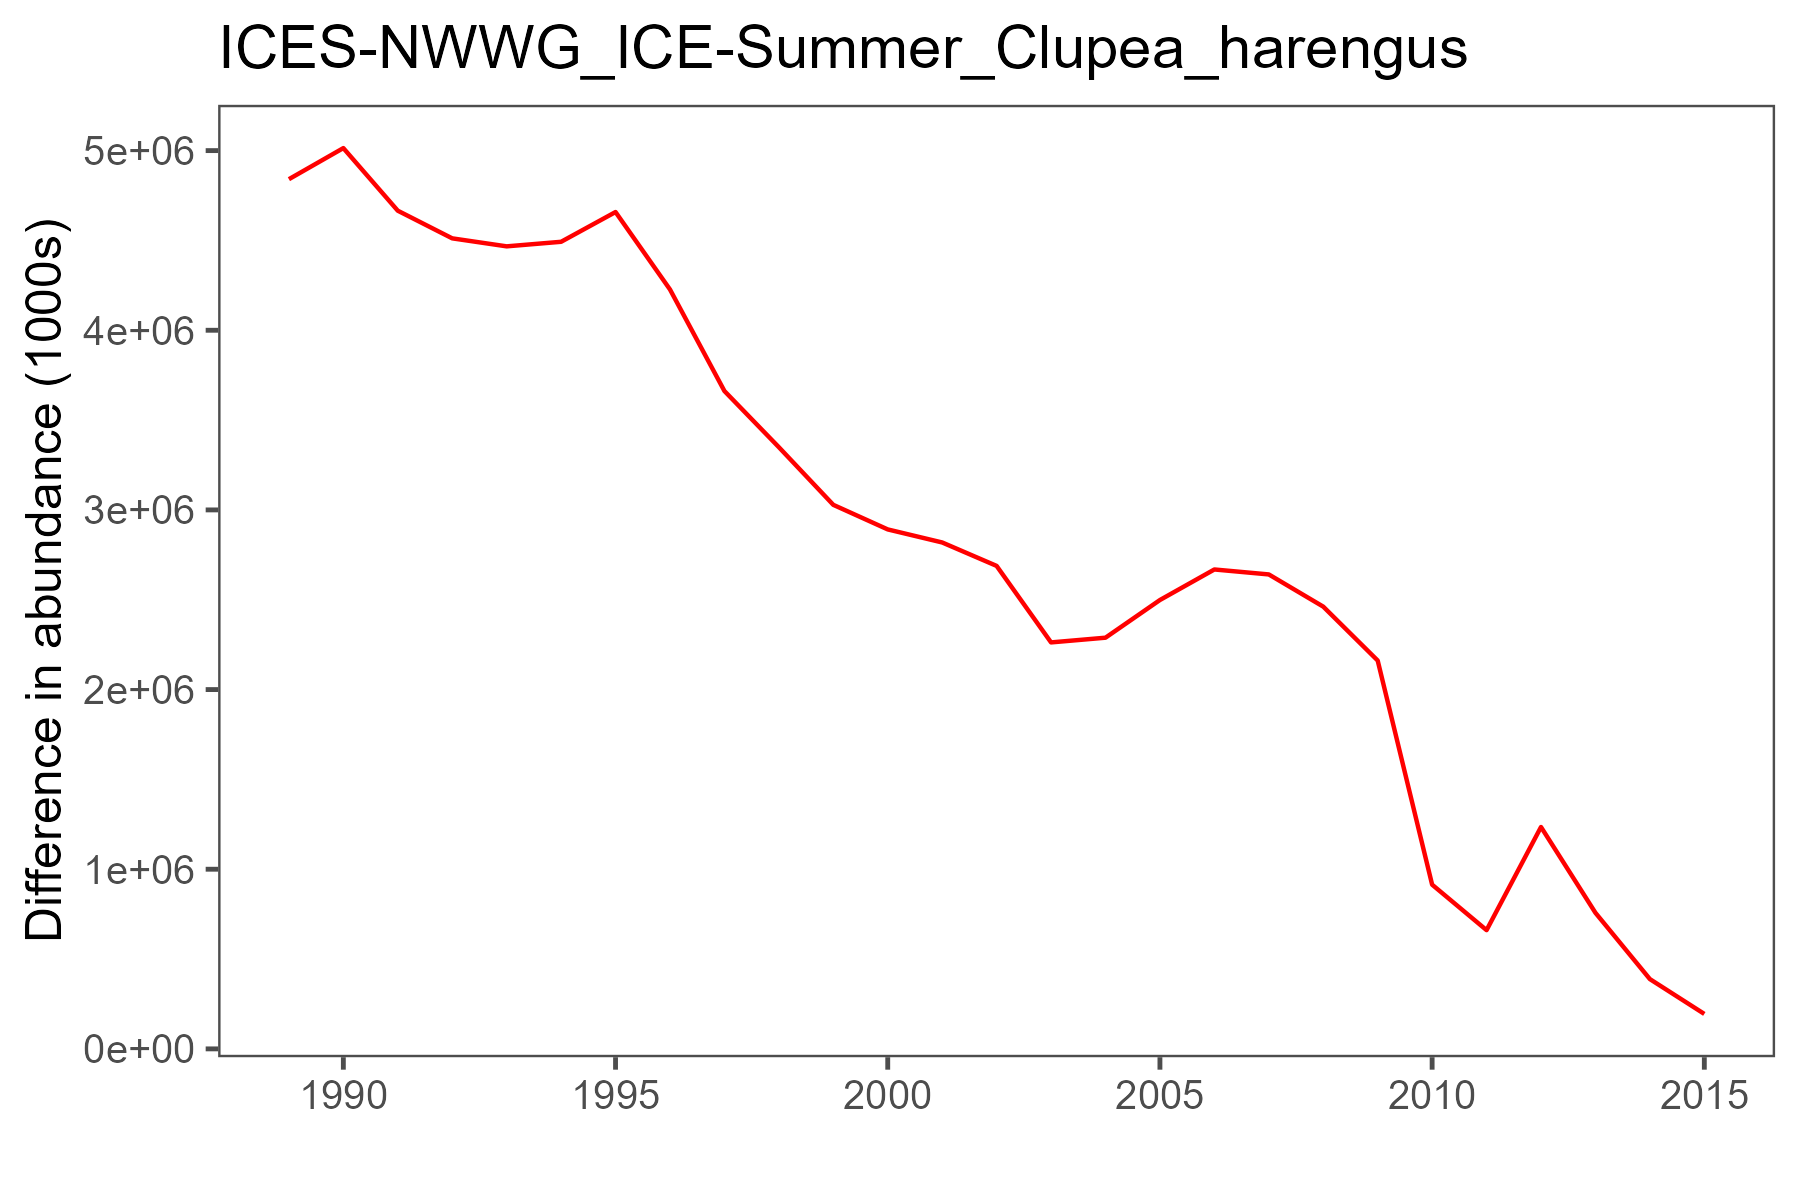 ICES-NWWG_ICE-Summer_Clupea_harengus
Difference in abundance (1000s)
5e+06
4e+06
3e+06
2e+06
1e+06
0e+00
1990
1995
2000
2005
2010
2015